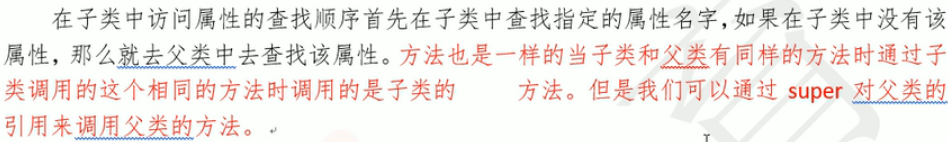 在子类中访问属性的查找顺序首先在子类中查找指定的属性名字，如果在子类中没有该
属性，那么就去父类中去查找该属性。方法也是一样的当子类和父类有同样的方法时通过子
类调用的这个相同的方法时调用的是子类的 方法。但是我们可以通过 super 对父类的
引用来调用父类的方法。